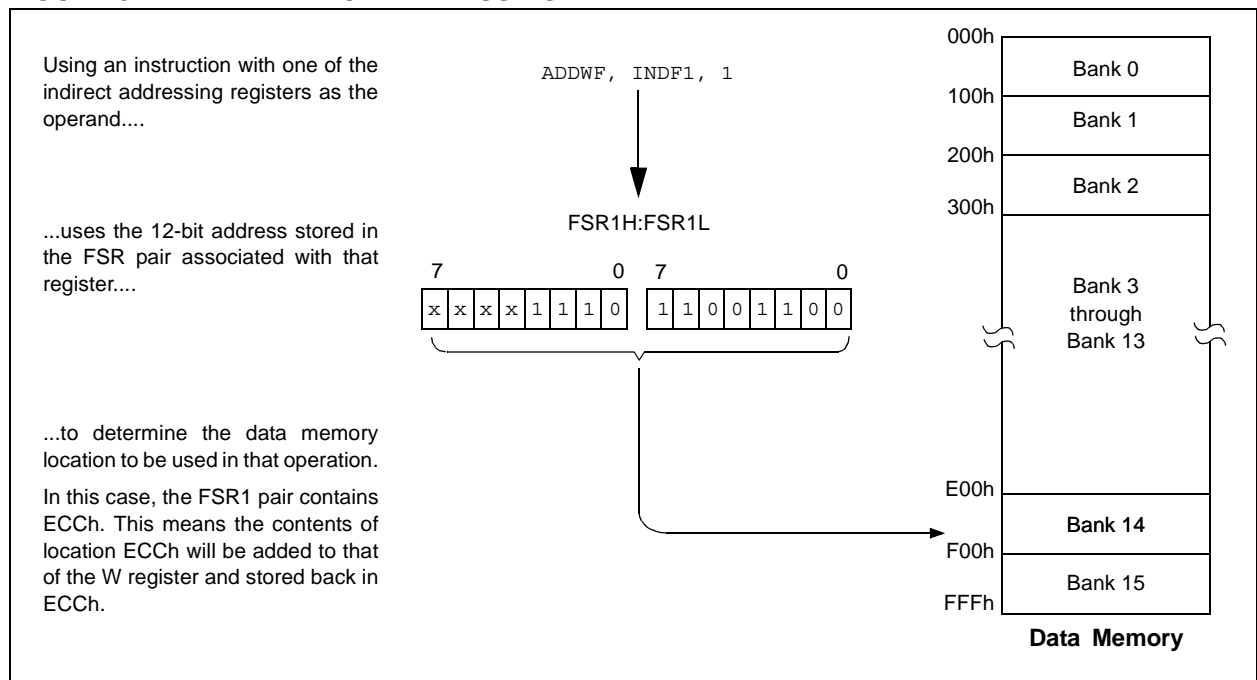 Using an instruction with one of the
indirect addressing registers as the
operand....
ADDWF, INDF1, 1
...uses the 12-bit address stored in
the FSR pair associated with that
register....
FSR1H:FSR1L
7 0 7 0
x x x x 1 1 1 0 1 1 0 0 1 1 0 0
...to determine the data memory
location to be used in that operation.
In this case, the FSR1 pair contains
ECCh. This means the contents of
location ECCh will be added to that
of the W register and stored back in
ECCh.
000h
Bank 0
100h
Bank 1
200h
Bank 2
300h
Bank 3
through
Bank 13
E00h
Bank 14
F00h
Bank 15
FFFh
Data Memory